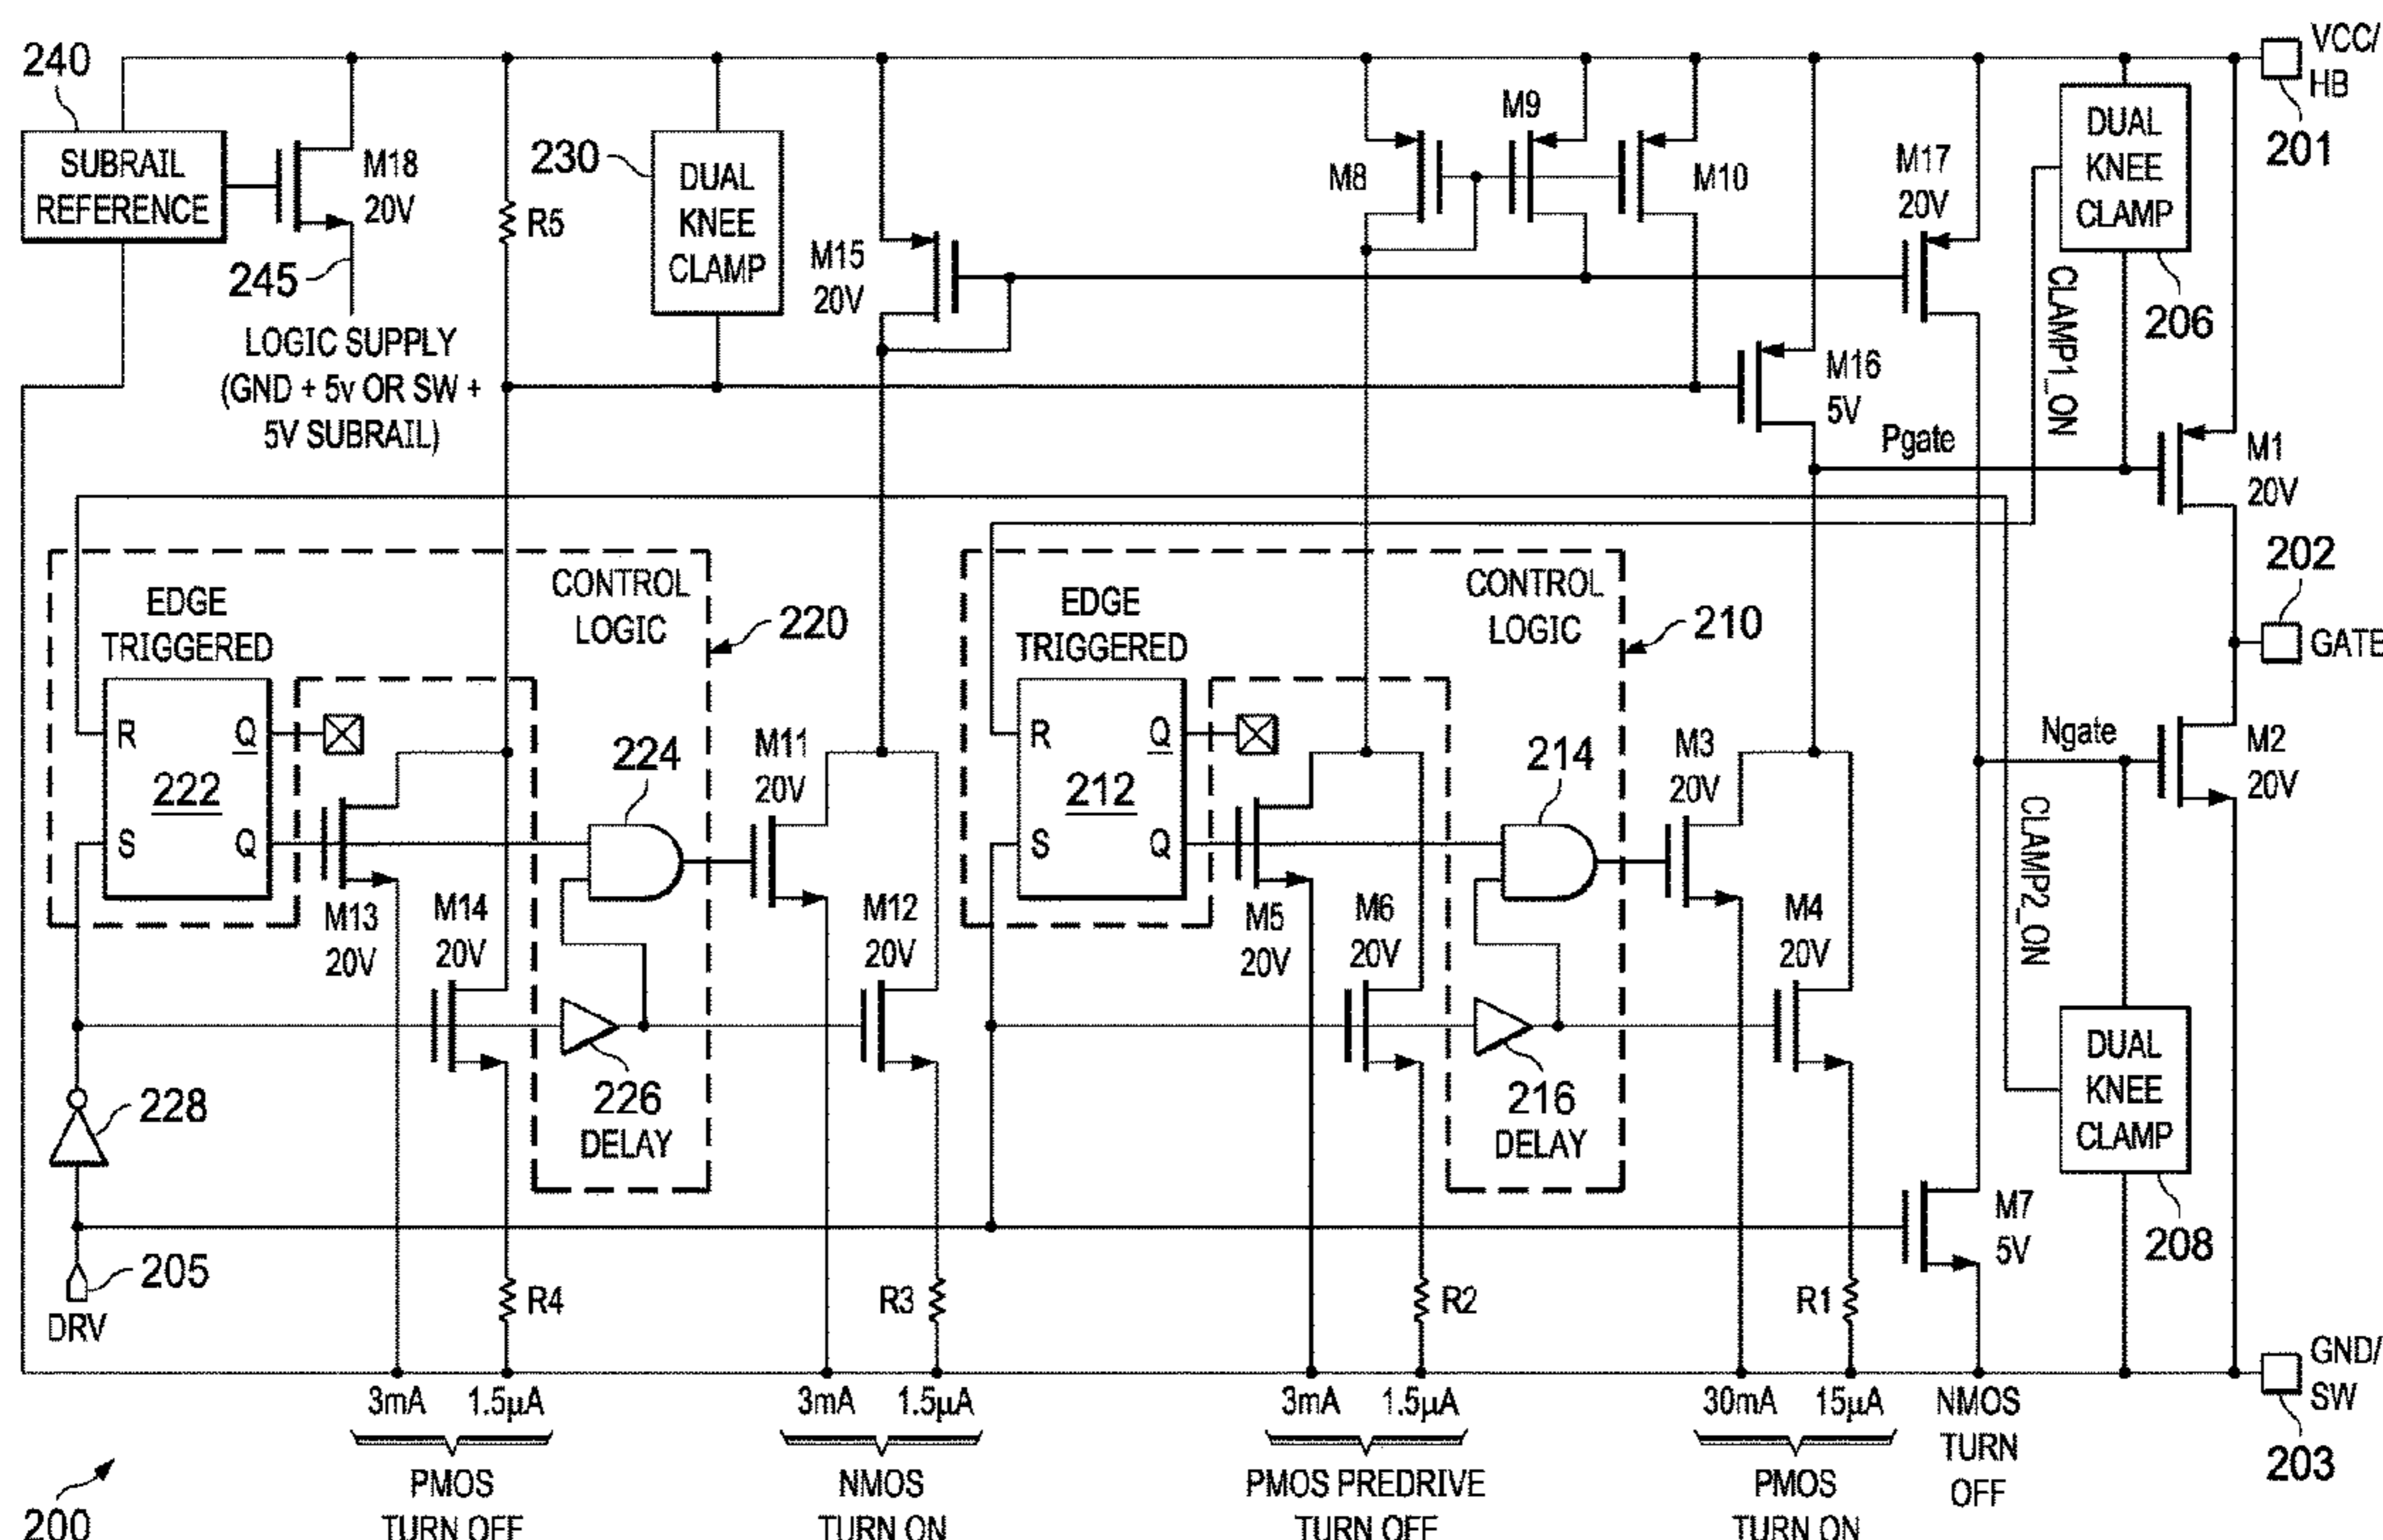 240
SUBRAIL
REFERENCE
M18
20V
245
LOGIC SUPPLY
(GND + 5v OR SW +
5V SUBRAIL)
R5
230
DUAL
KNEE
CLAMP
M15
20V
M8
M9
M10
M17
20V
DUAL
KNEE
CLAMP
206
VCC/
HB
201
CLAMP1_ON
M16
5V
Pgate
M1
20V
202
GATE
EDGE
TRIGGERED
CONTROL
LOGIC
220
R
Q
222
S
Q
M13
20V
M14
20V
224
226
DELAY
M11
20V
M12
20V
EDGE
TRIGGERED
CONTROL
LOGIC
210
R
Q
212
S
Q
M5
20V
M6
20V
214
216
DELAY
M3
20V
M4
20V
Ngate
M2
20V
CLAMP2_ON
DUAL
KNEE
CLAMP
208
M7
5V
228
205
DRV
R4
R3
R2
R1
GND/
SW
203
3mA 1.5µA
PMOS
TURN OFF
3mA 1.5µA
NMOS
TURN ON
3mA 1.5µA
PMOS PREDRIVE
TURN OFF
30mA 15µA
PMOS
TURN ON
NMOS
TURN
OFF
200